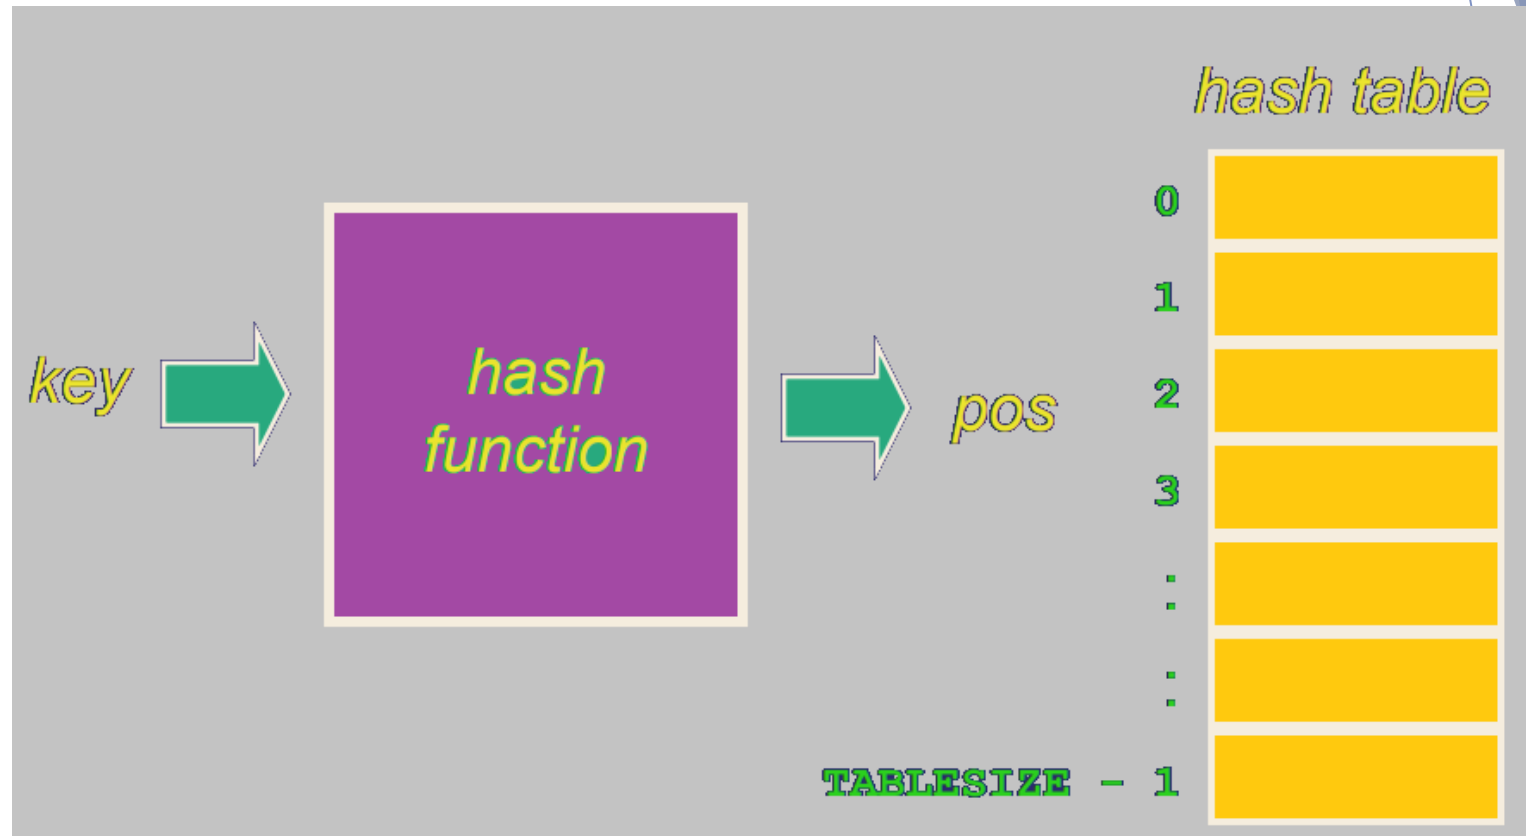 hash table
key
hash
function
pos
0
1
2
3
:
:
TABLESIZE - 1